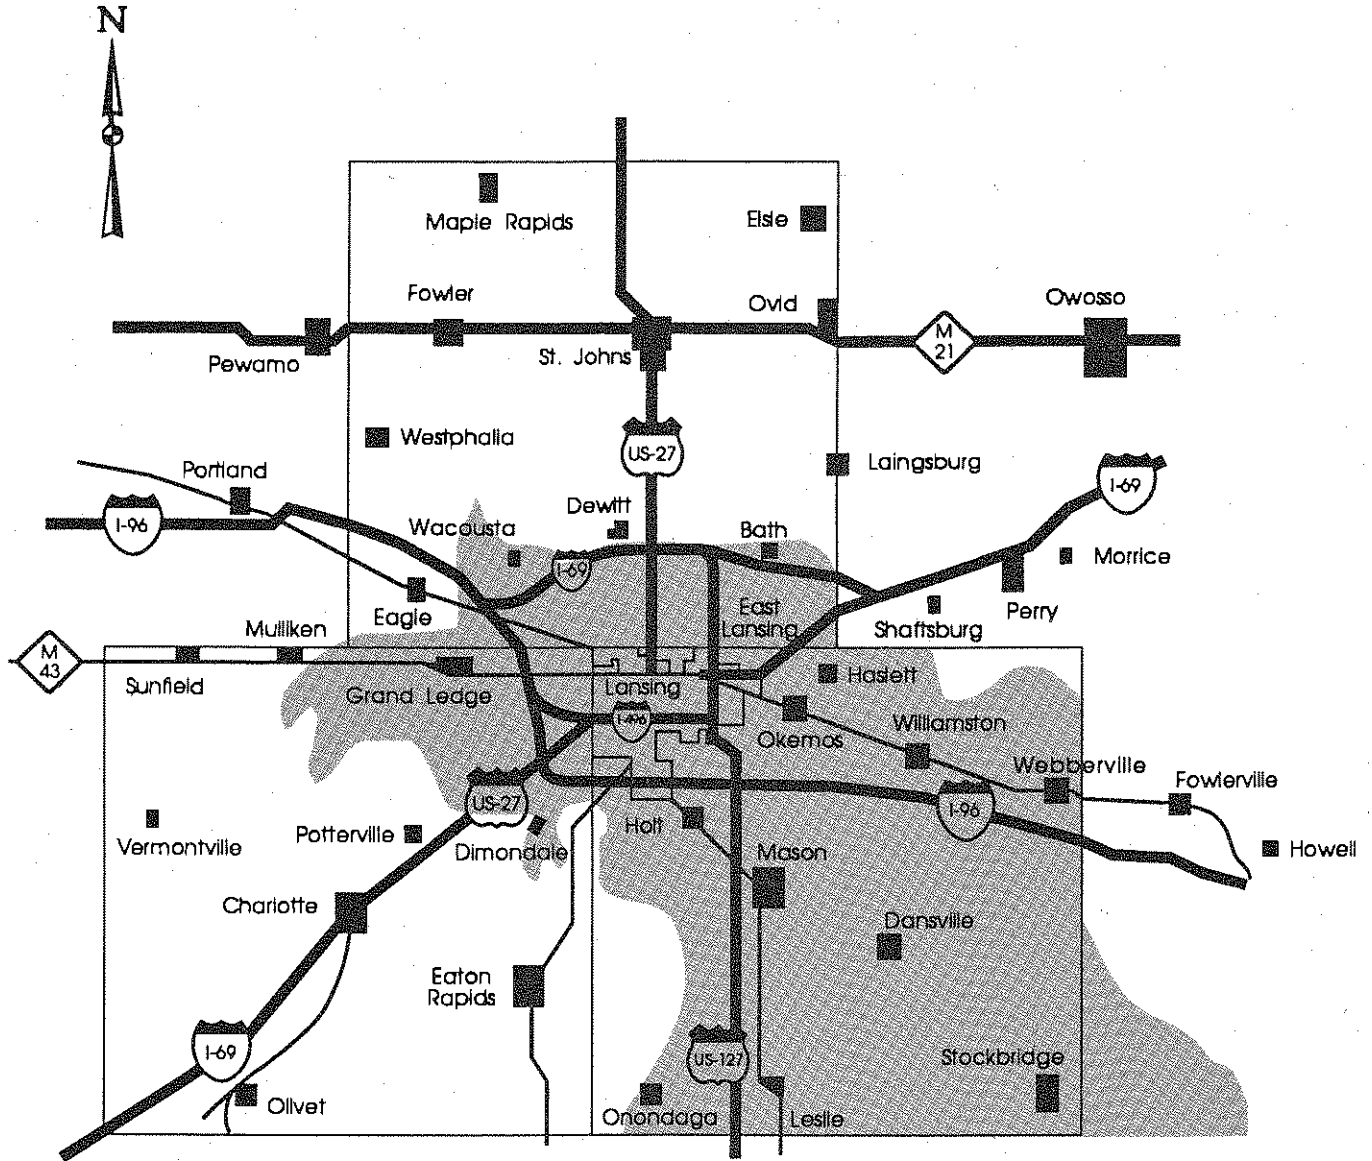 N
Maple Rapids
Elsie
Fowler
Ovid
Owosso
M
21
Pewamo
St. Johns
Westphalia
US-27
Laingsburg
Portland
I-69
I-96
Wacousta
Dewitt
Bath
I-69
Morrice
Eagle
East
Lansing
Perry
Shaftsburg
Mulliken
M
43
Sunfield
Grand Ledge
Lansing
Haslett
I-496
Okemos
Williamston
Webberville
Fowlerville
US-27
I-96
Vermontville
Potterville
Dimondale
Holt
Mason
Howell
Charlotte
Dansville
Eaton
Rapids
I-69
US-127
Stockbridge
Olivet
Onondaga
Leslie